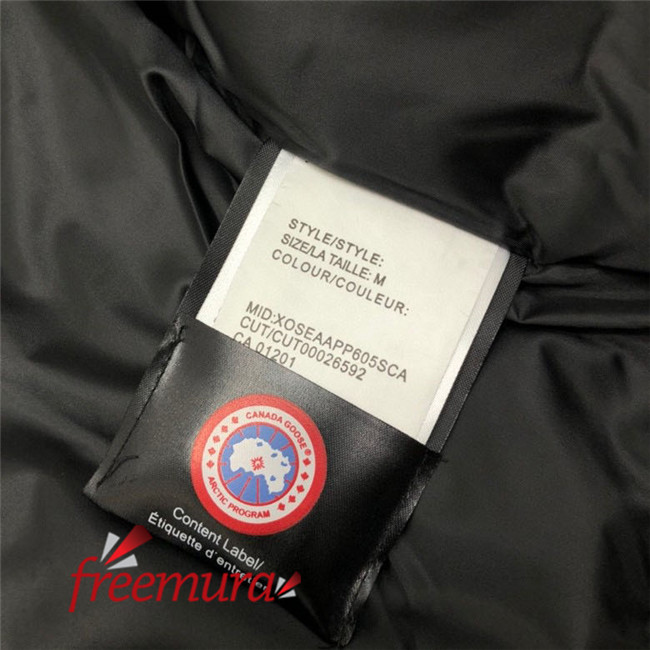 STYLE/STYLE:
SIZE/LA TAILLE: M
COLOUR/COULEUR:
MID:XOSEAAPP605SCA
CUT/CUT00026592
CA 01201
CANADA GOOSE®
ARCTIC PROGRAM
Content Label/
Étiquette d'entretien
freemura